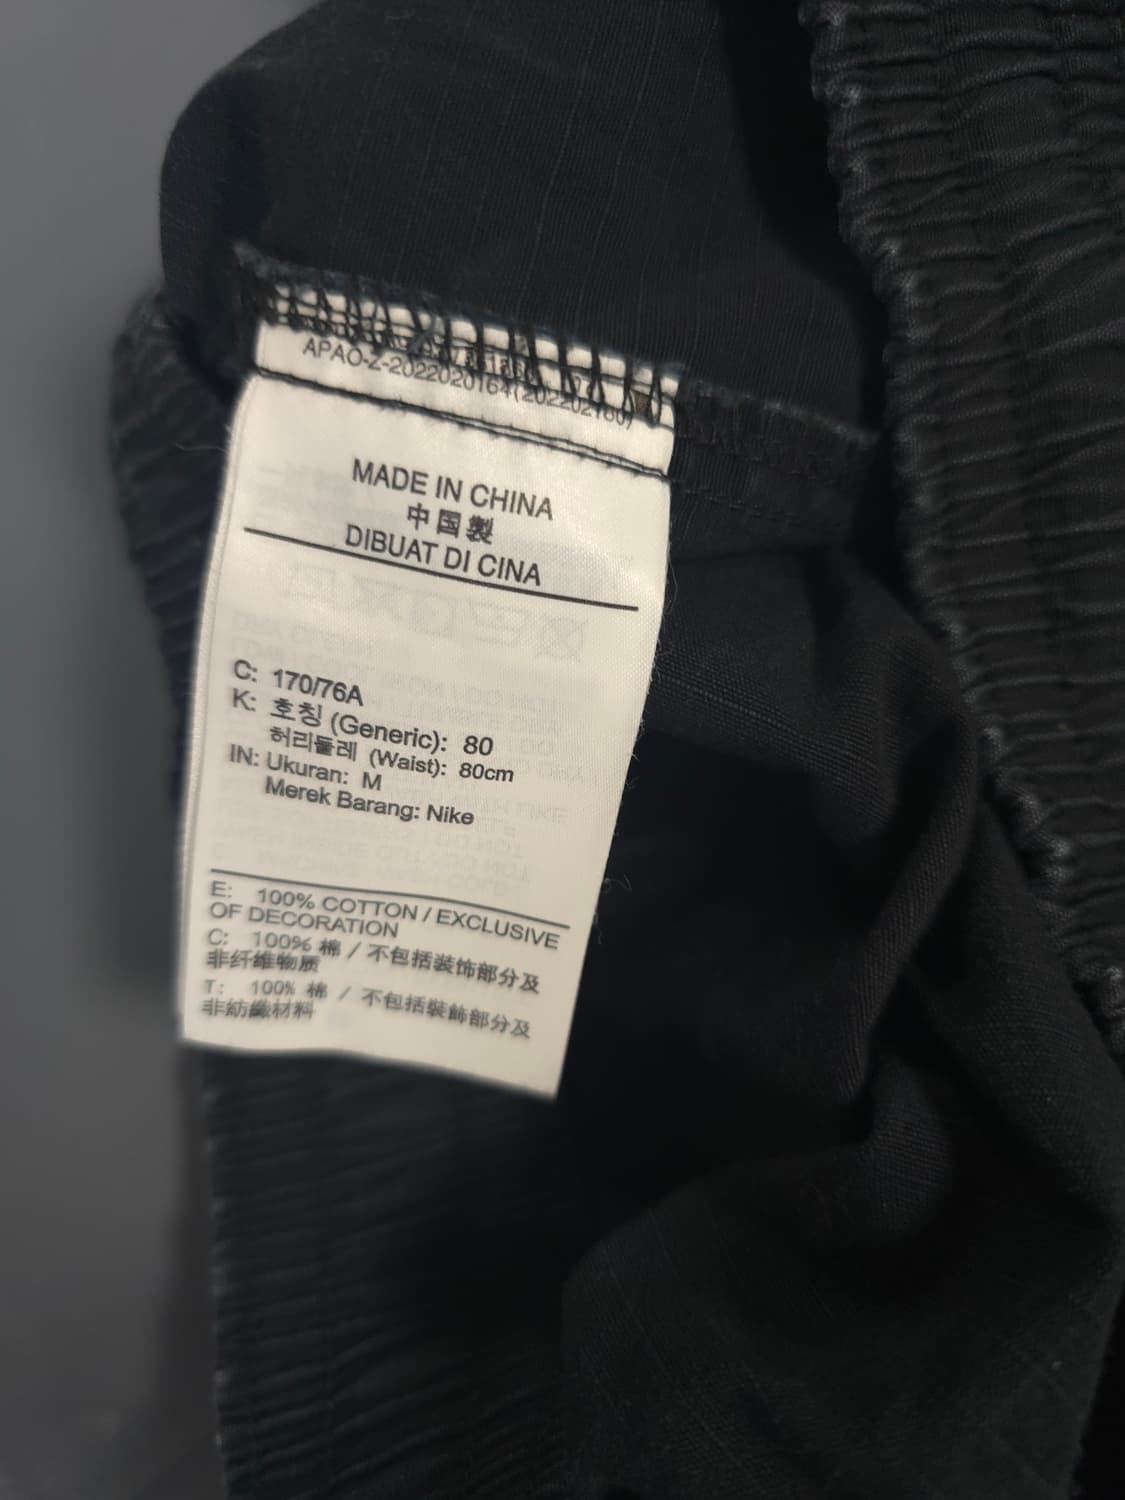 APAO-Z-2022020164(202202160)
MADE IN CHINA
中国製
DIBUAT DI CINA
C: 170/76A
K: 호칭 (Generic): 80
허리둘레 (Waist): 80cm
IN: Ukuran: M
Merek Barang: Nike
E: 100% COTTON / EXCLUSIVE
OF DECORATION
C: 100% 棉 / 不包括装饰部分及
非纤维物质
T: 100% 棉 / 不包括裝飾部分及
非紡織材料